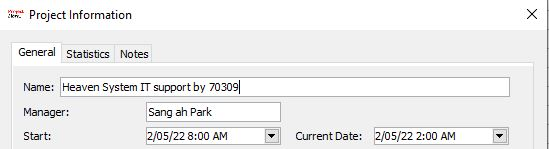 Project Information
General Statistics Notes
Name: Heaven System IT support by 70309
Manager: Sang ah Park
Start: 2/05/22 8:00 AM Current Date: 2/05/22 2:00 AM